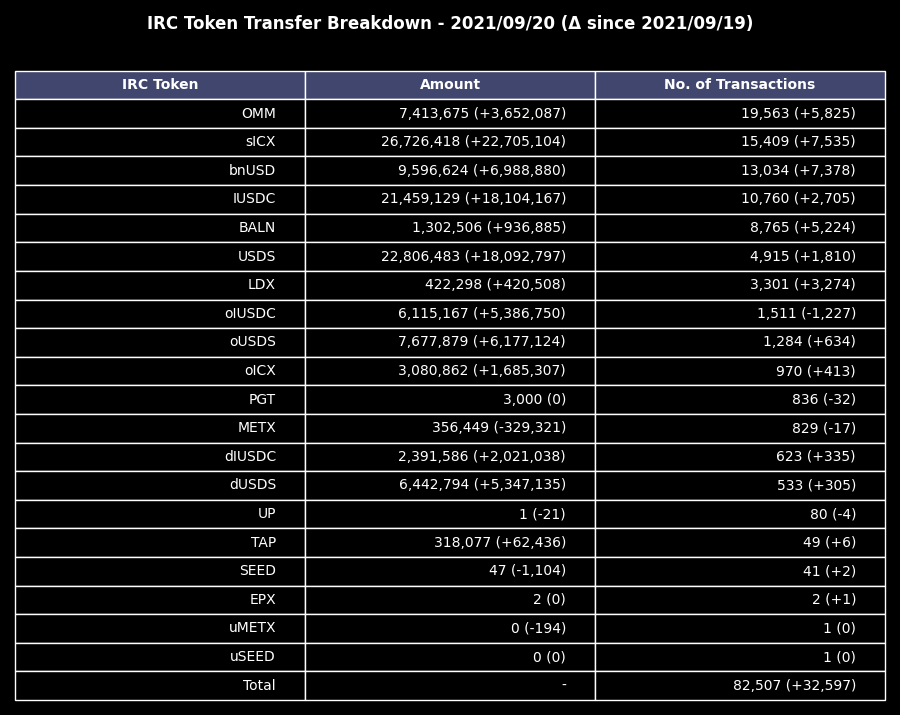 IRC Token Transfer Breakdown - 2021/09/20 (Δ since 2021/09/19)
IRC Token Amount No. of Transactions
OMM 7,413,675 (+3,652,087) 19,563 (+5,825)
sICX 26,726,418 (+22,705,104) 15,409 (+7,535)
bnUSD 9,596,624 (+6,988,880) 13,034 (+7,378)
IUSDC 21,459,129 (+18,104,167) 10,760 (+2,705)
BALN 1,302,506 (+936,885) 8,765 (+5,224)
USDS 22,806,483 (+18,092,797) 4,915 (+1,810)
LDX 422,298 (+420,508) 3,301 (+3,274)
oIUSDC 6,115,167 (+5,386,750) 1,511 (-1,227)
oUSDS 7,677,879 (+6,177,124) 1,284 (+634)
oICX 3,080,862 (+1,685,307) 970 (+413)
PGT 3,000 (0) 836 (-32)
METX 356,449 (-329,321) 829 (-17)
dIUSDC 2,391,586 (+2,021,038) 623 (+335)
dUSDS 6,442,794 (+5,347,135) 533 (+305)
UP 1 (-21) 80 (-4)
TAP 318,077 (+62,436) 49 (+6)
SEED 47 (-1,104) 41 (+2)
EPX 2 (0) 2 (+1)
uMETX 0 (-194) 1 (0)
uSEED 0 (0) 1 (0)
Total - 82,507 (+32,597)